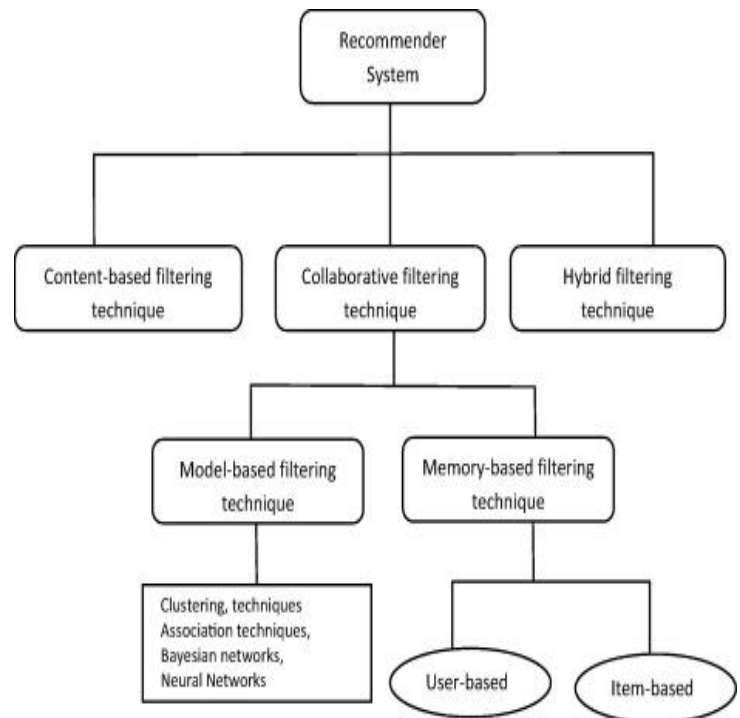 Recommender
System
Content-based filtering
technique
Collaborative filtering
technique
Hybrid filtering
technique
Model-based filtering
technique
Memory-based filtering
technique
Clustering, techniques
Association techniques,
Bayesian networks,
Neural Networks
User-based
Item-based